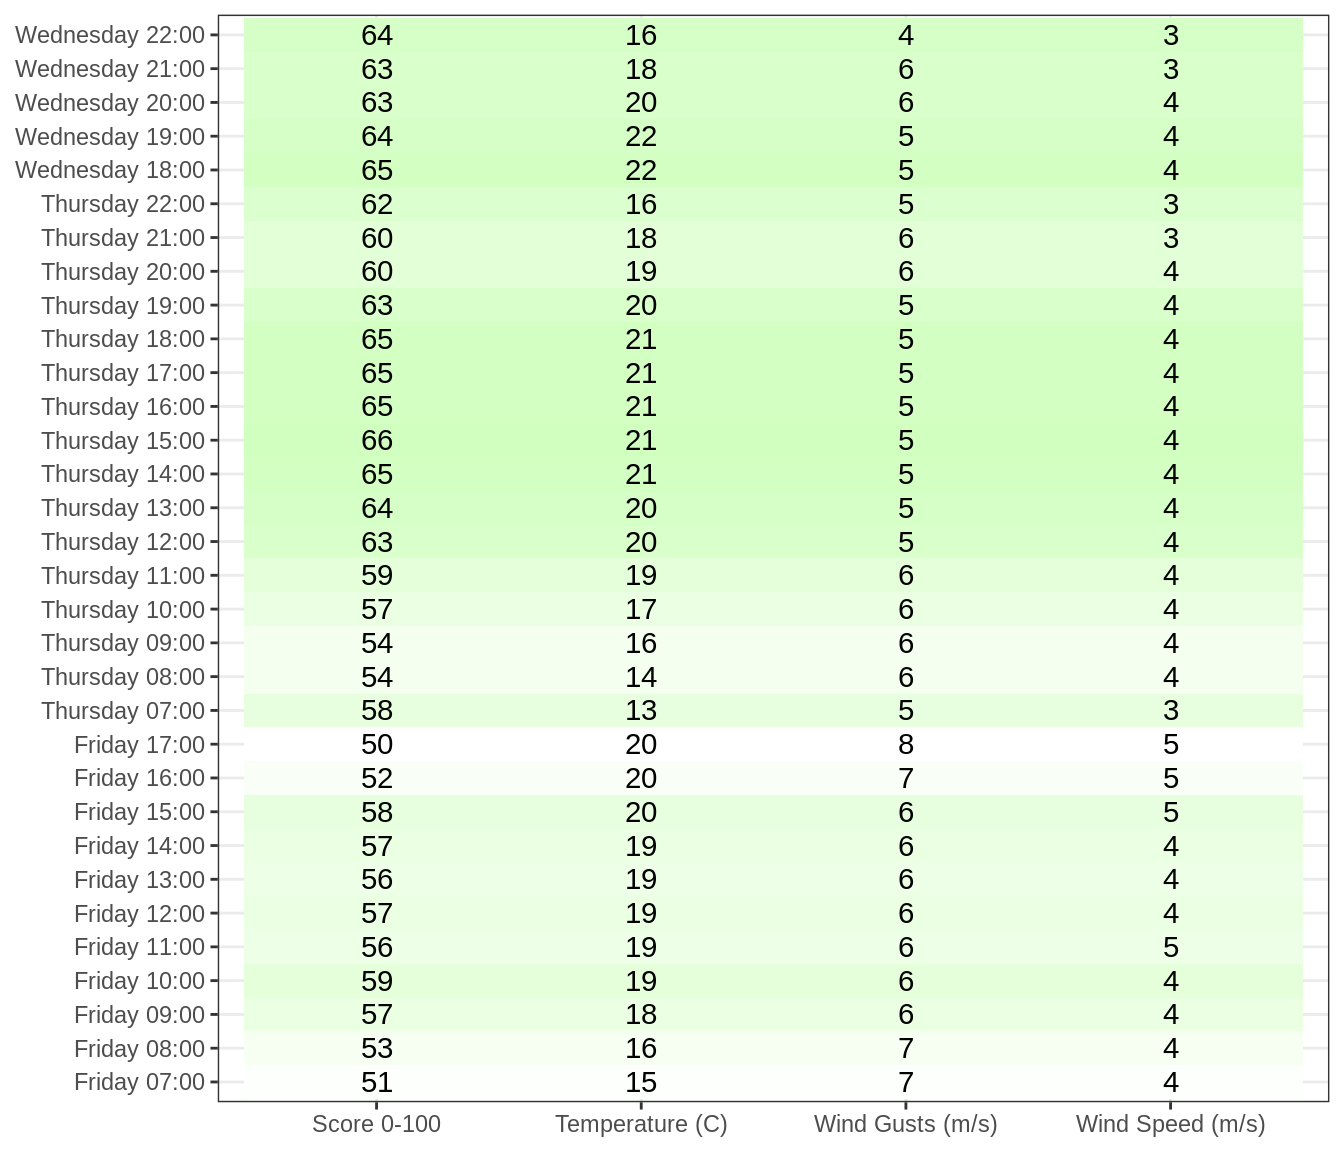 Wednesday 22:00 64 16 4 3
Wednesday 21:00 63 18 6 3
Wednesday 20:00 63 20 6 4
Wednesday 19:00 64 22 5 4
Wednesday 18:00 65 22 5 4
Thursday 22:00 62 16 5 3
Thursday 21:00 60 18 6 3
Thursday 20:00 60 19 6 4
Thursday 19:00 63 20 5 4
Thursday 18:00 65 21 5 4
Thursday 17:00 65 21 5 4
Thursday 16:00 65 21 5 4
Thursday 15:00 66 21 5 4
Thursday 14:00 65 21 5 4
Thursday 13:00 64 20 5 4
Thursday 12:00 63 20 5 4
Thursday 11:00 59 19 6 4
Thursday 10:00 57 17 6 4
Thursday 09:00 54 16 6 4
Thursday 08:00 54 14 6 4
Thursday 07:00 58 13 5 3
Friday 17:00 50 20 8 5
Friday 16:00 52 20 7 5
Friday 15:00 58 20 6 5
Friday 14:00 57 19 6 4
Friday 13:00 56 19 6 4
Friday 12:00 57 19 6 4
Friday 11:00 56 19 6 5
Friday 10:00 59 19 6 4
Friday 09:00 57 18 6 4
Friday 08:00 53 16 7 4
Friday 07:00 51 15 7 4
Score 0-100 Temperature (C) Wind Gusts (m/s) Wind Speed (m/s)